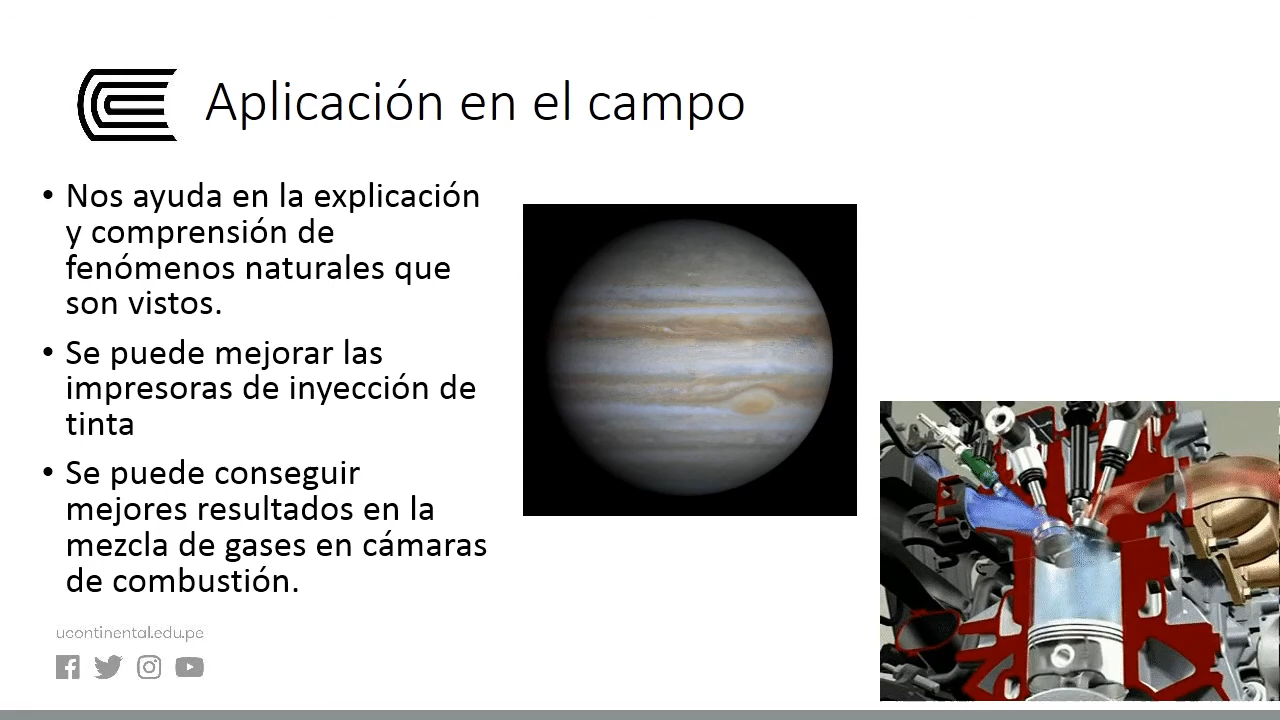 Aplicación en el campo
• Nos ayuda en la explicación
y comprensión de
fenómenos naturales que
son vistos.
• Se puede mejorar las
impresoras de inyección de
tinta
• Se puede conseguir
mejores resultados en la
mezcla de gases en cámaras
de combustión.
ucontinental.edu.pe